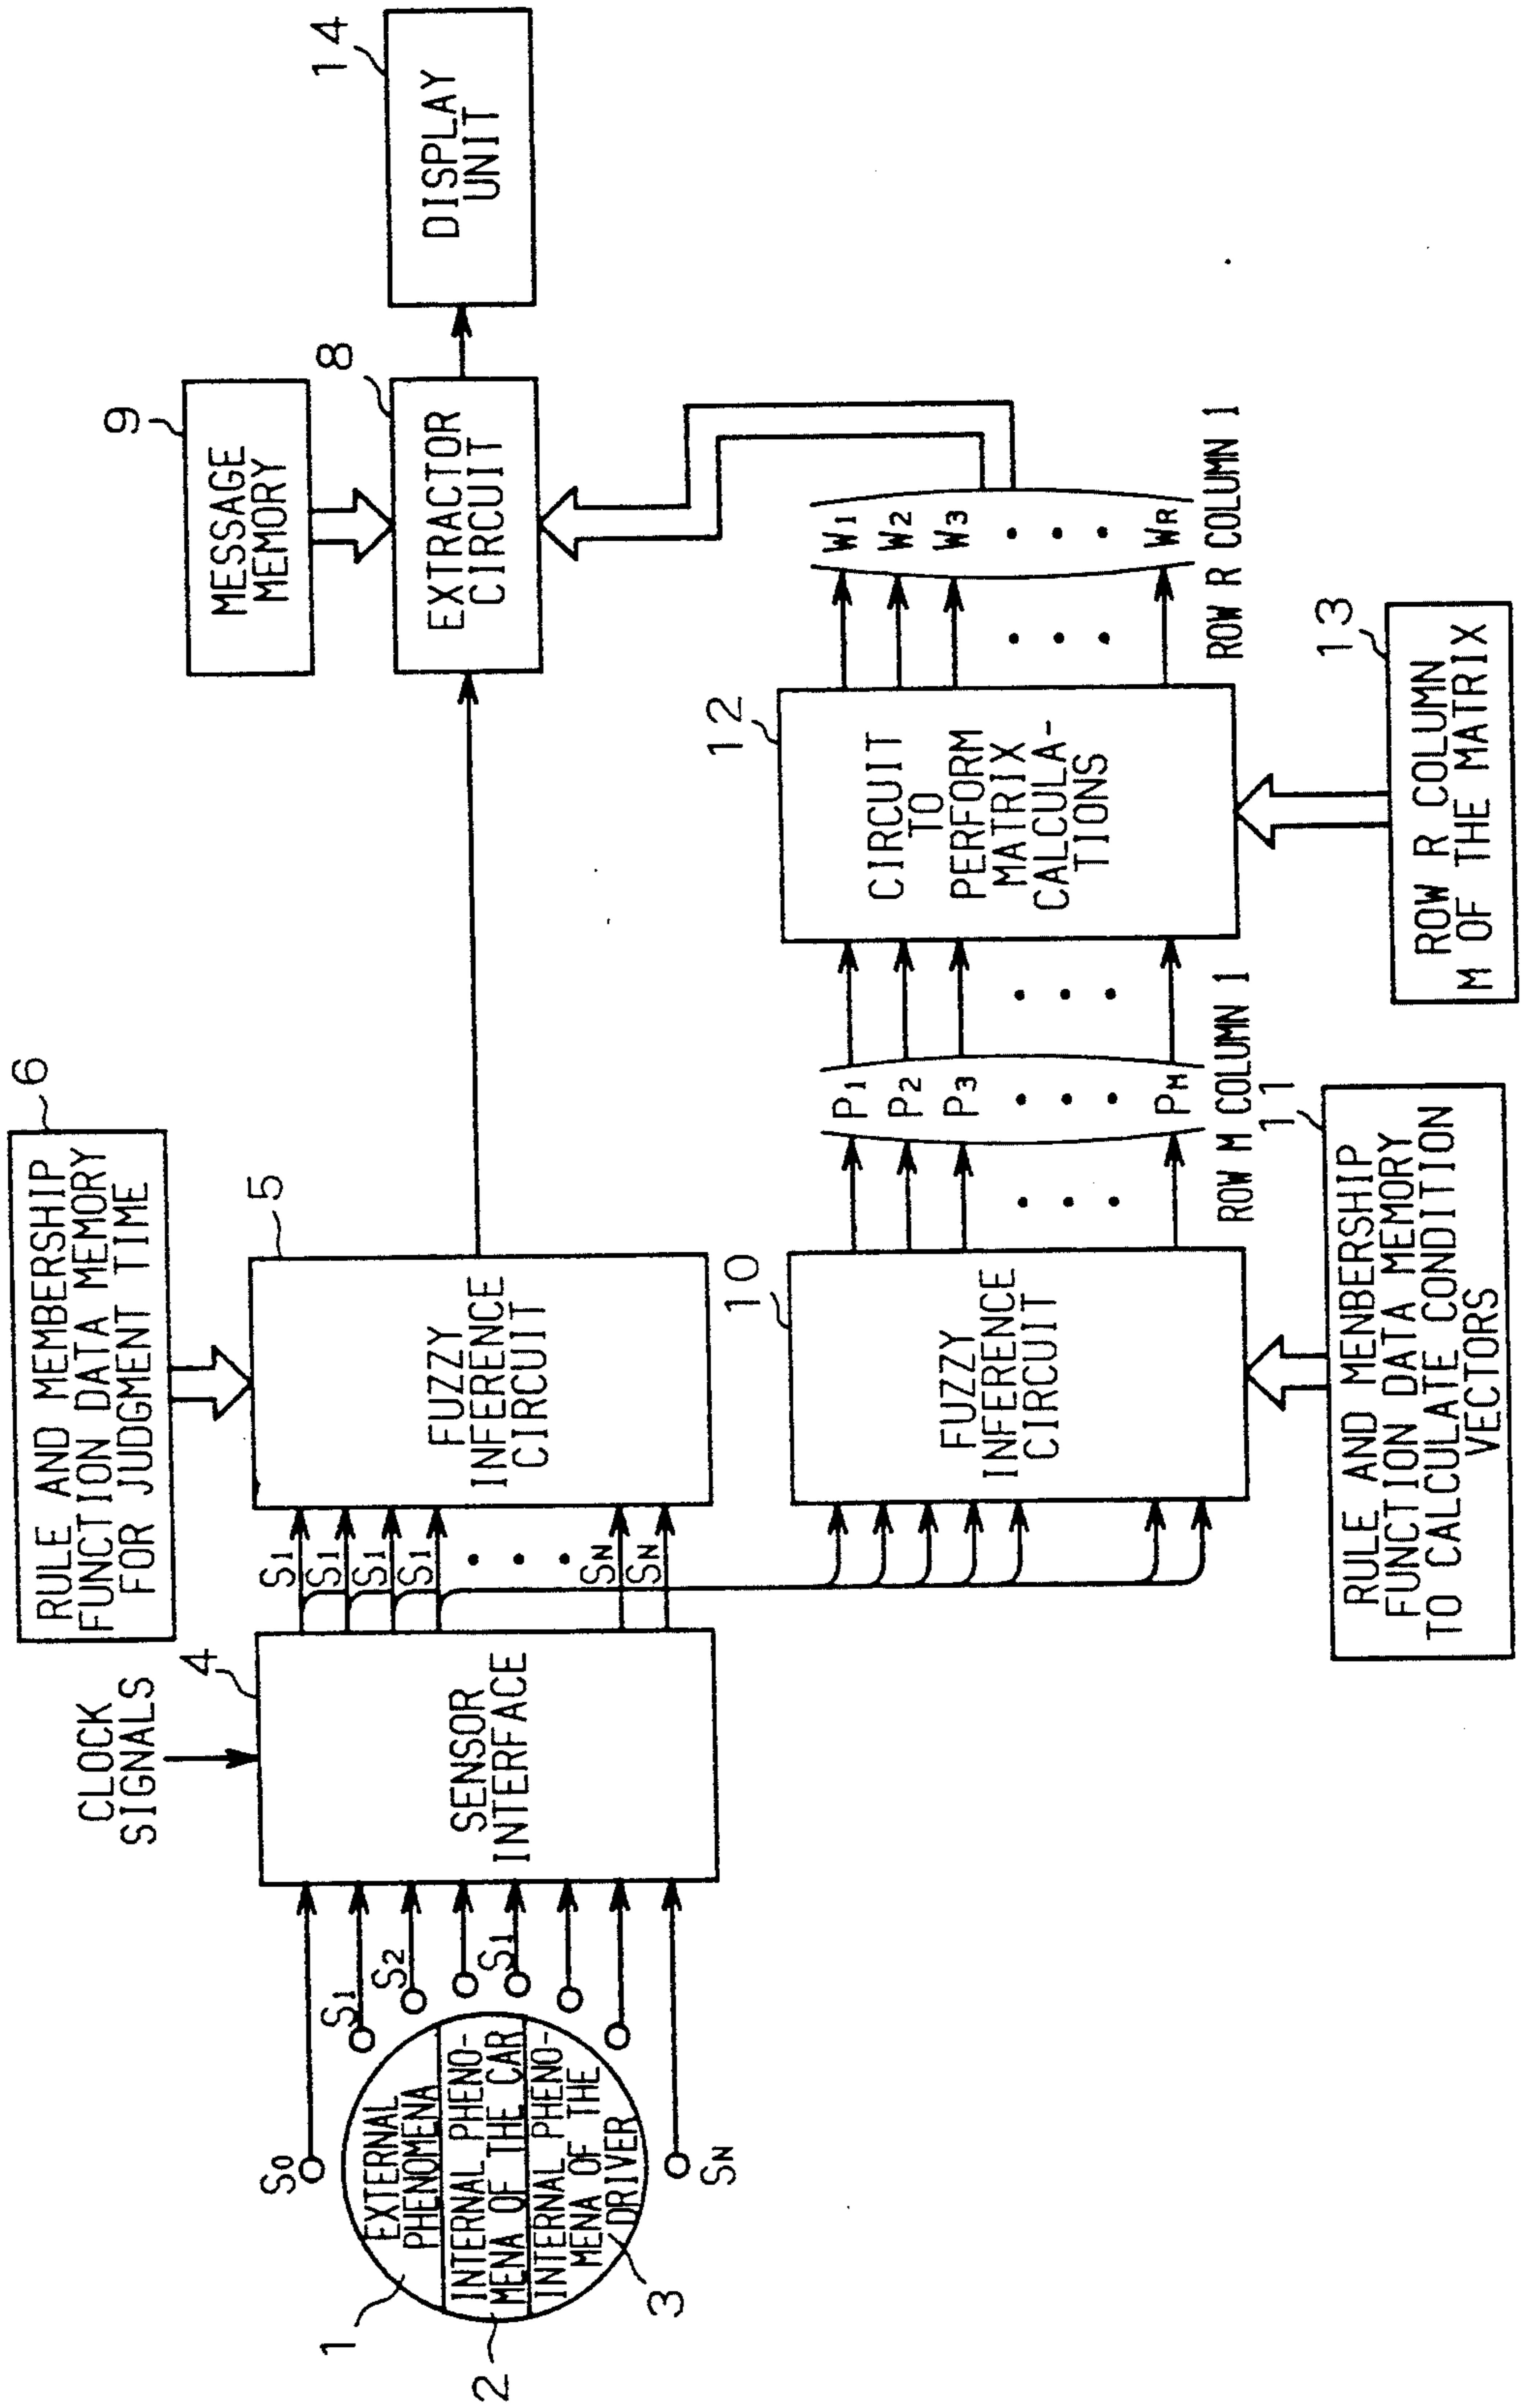 1
EXTERNAL
PHENOMENA
2
INTERNAL PHENO-
MENA OF THE CAR
3
INTERNAL PHENO-
MENA OF THE
DRIVER
S0
S1
S2
S1
SN
CLOCK
SIGNALS
4
SENSOR
INTERFACE
S1
S1
S1
S1
SN
SN
6
RULE AND MEMBERSHIP
FUNCTION DATA MEMORY
FOR JUDGMENT TIME
5
FUZZY
INFERENCE
CIRCUIT
10
FUZZY
INFERENCE
CIRCUIT
11
RULE AND MENBERSHIP
FUNCTION DATA MEMORY
TO CALCULATE CONDITION
VECTORS
P1
P2
P3
PM
ROW M COLUMN 1
12
CIRCUIT
TO
PERFORM
MATRIX
CALCULA-
TIONS
13
ROW R COLUMN
M OF THE MATRIX
W1
W2
W3
WR
ROW R COLUMN 1
9
MESSAGE
MEMORY
8
EXTRACTOR
CIRCUIT
14
DISPLAY
UNIT